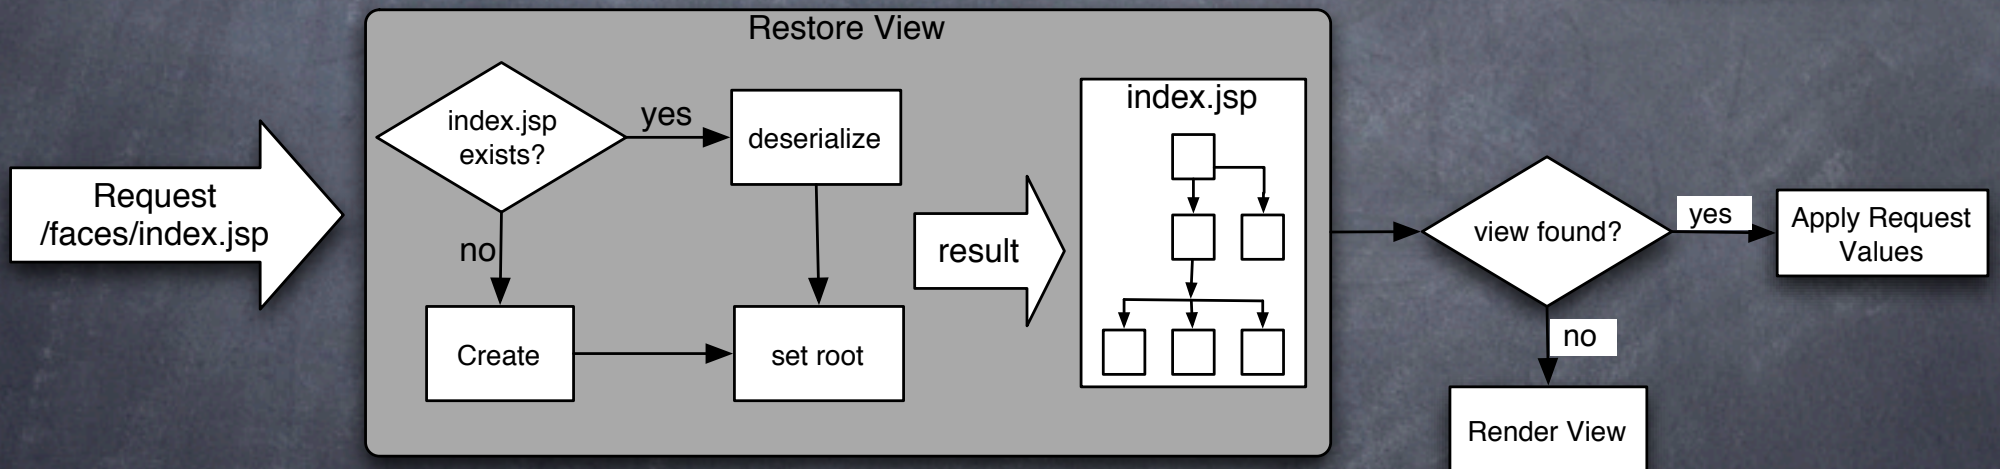 Restore View
Request
/faces/index.jsp
index.jsp
exists?
yes
deserialize
no
Create
set root
result
index.jsp
view found?
yes
Apply Request
Values
no
Render View